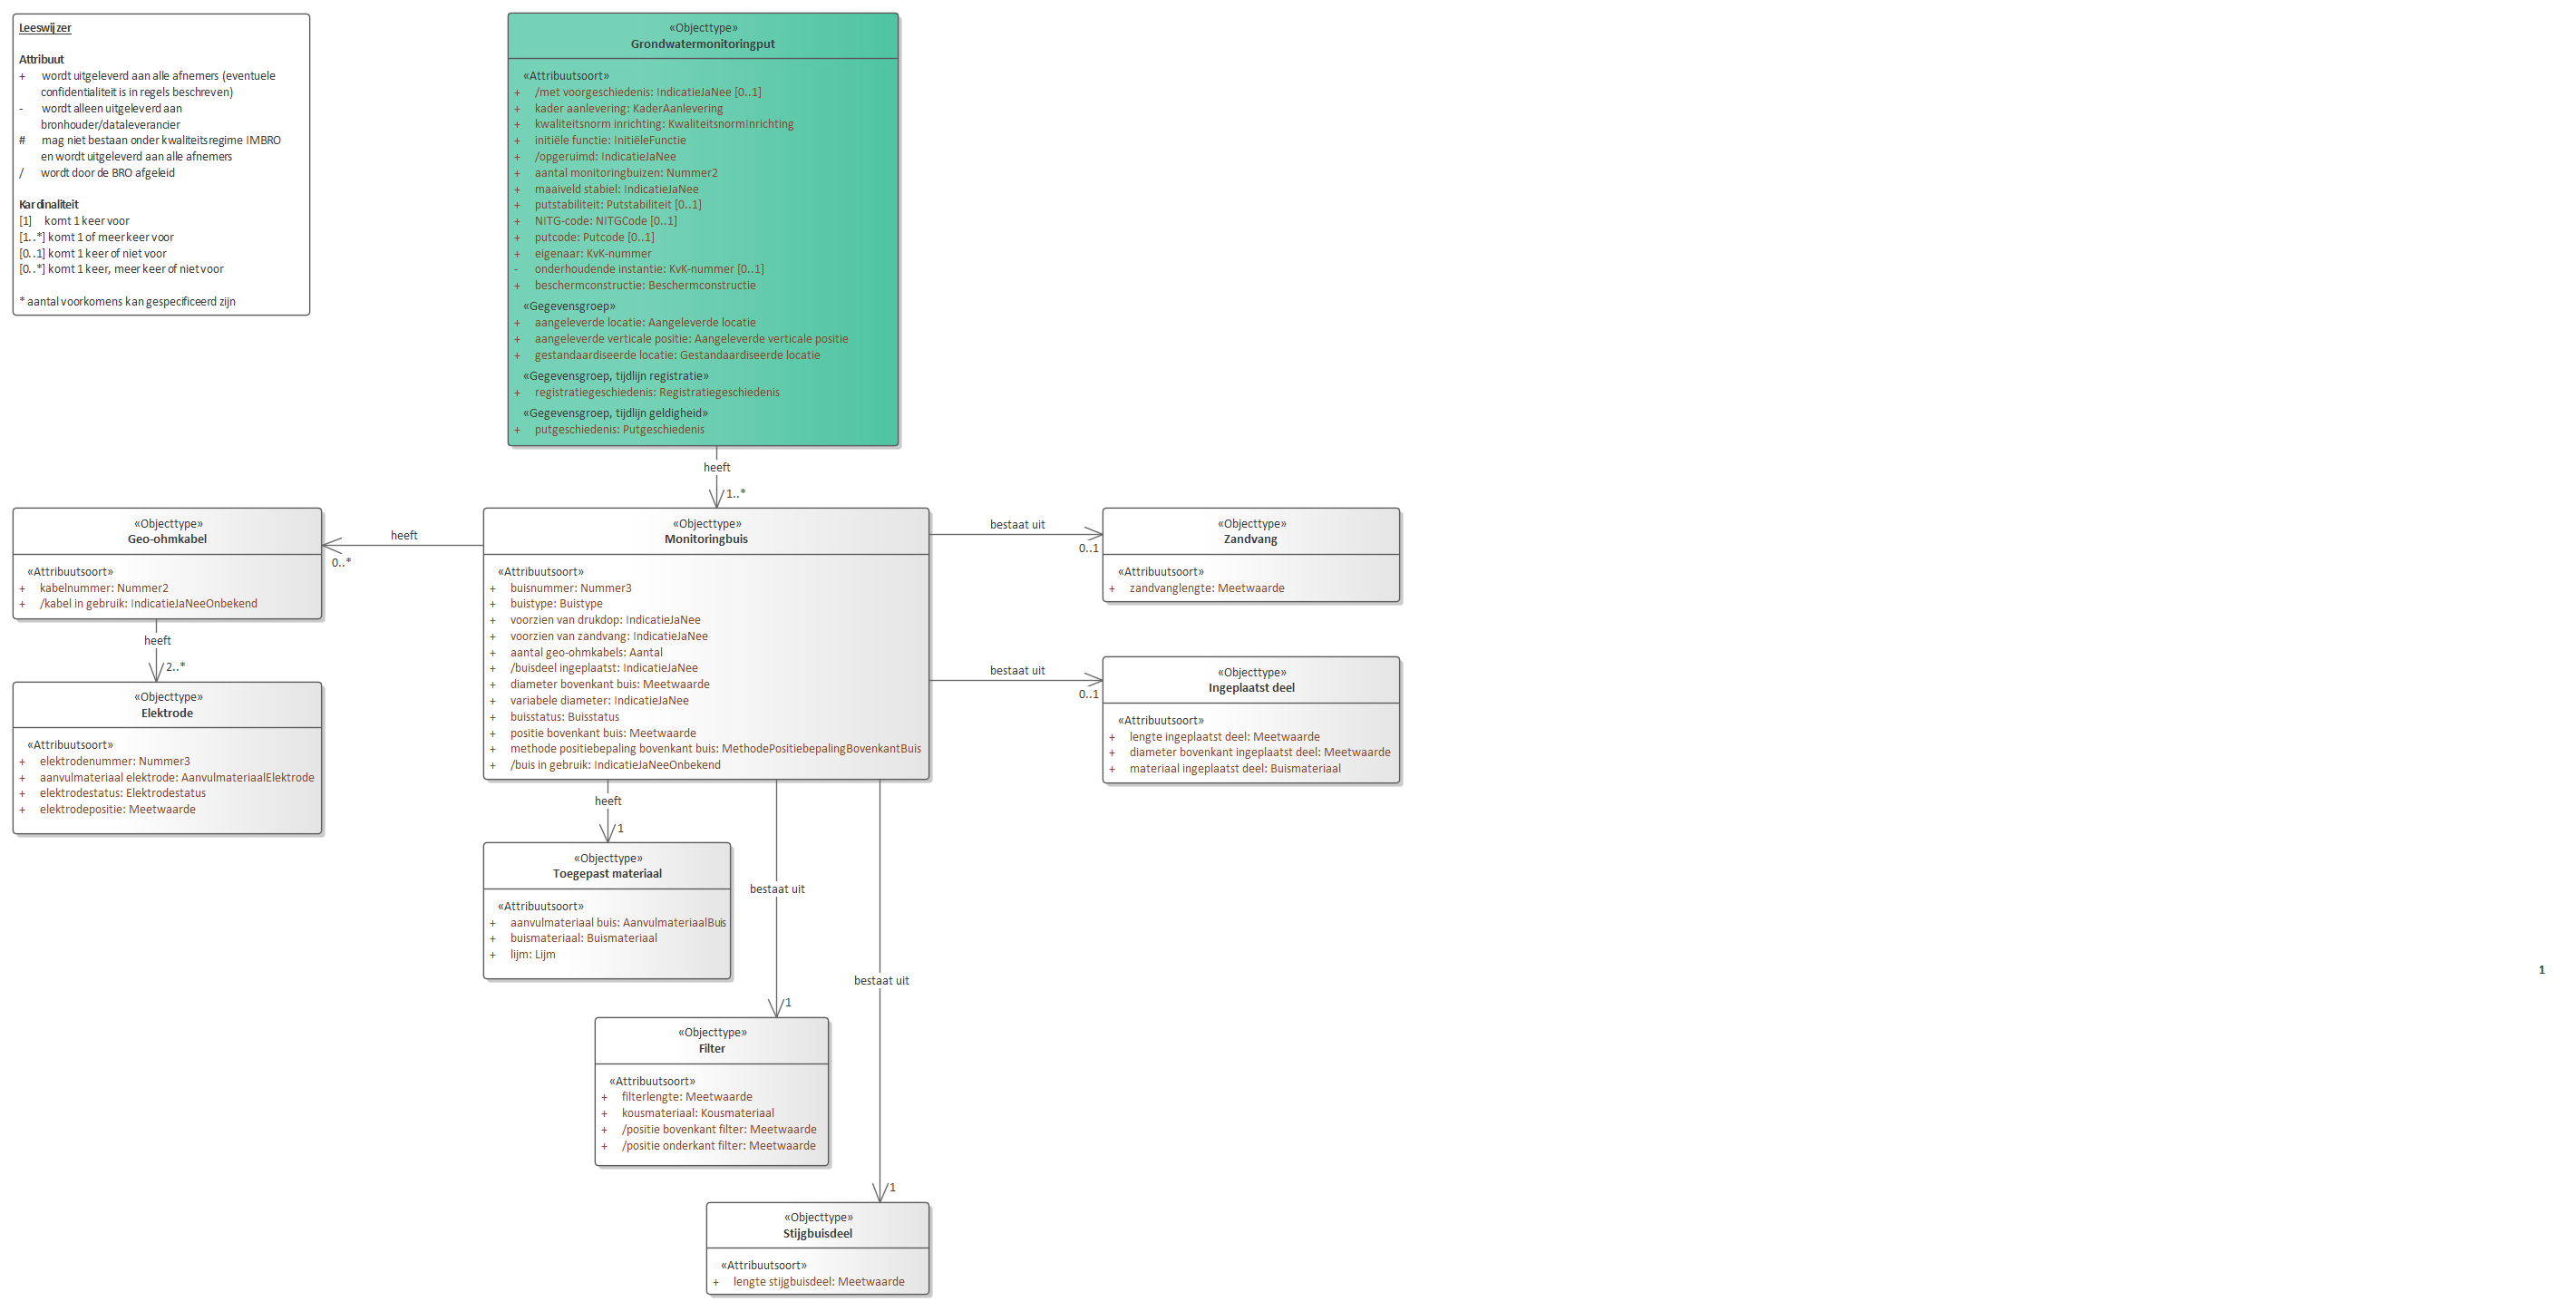 Leeswijzer
Attribuut
+ wordt uitgeleverd aan alle afnemers (eventuele
confidentialiteit is in regels beschreven)
- wordt alleen uitgeleverd aan
bronhouder/dataleverancier
# mag niet bestaan onder kwaliteitsregime IMBRO
en wordt uitgeleverd aan alle afnemers
/ wordt door de BRO afgeleid
Kardinaliteit
[1] komt 1 keer voor
[1..*] komt 1 of meer keer voor
[0..1] komt 1 keer of niet voor
[0..*] komt 1 keer, meer keer of niet voor
* aantal voorkomens kan gespecificeerd zijn
«Objecttype»
Grondwatermonitoringput
«Attribuutsoort»
+ /met voorgeschiedenis: IndicatieJaNee [0..1]
+ kader aanlevering: KaderAanlevering
+ kwaliteitsnorm inrichting: KwaliteitsnormInrichting
+ initiële functie: InitiëleFunctie
+ /opgeruimd: IndicatieJaNee
+ aantal monitoringbuizen: Nummer2
+ maaiveld stabiel: IndicatieJaNee
+ putstabiliteit: Putstabiliteit [0..1]
+ NITG-code: NITGCode [0..1]
+ putcode: Putcode [0..1]
+ eigenaar: KvK-nummer
- onderhoudende instantie: KvK-nummer [0..1]
+ beschermconstructie: Beschermconstructie
«Gegevensgroep»
+ aangeleverde locatie: Aangeleverde locatie
+ aangeleverde verticale positie: Aangeleverde verticale positie
+ gestandaardiseerde locatie: Gestandaardiseerde locatie
«Gegevensgroep, tijdlijn registratie»
+ registratiegeschiedenis: Registratiegeschiedenis
«Gegevensgroep, tijdlijn geldigheid»
+ putgeschiedenis: Putgeschiedenis
heeft
1..*
«Objecttype»
Geo-ohmkabel
«Attribuutsoort»
+ kabelnummer: Nummer2
+ /kabel in gebruik: IndicatieJaNeeOnbekend
heeft
0..*
heeft
2..*
«Objecttype»
Elektrode
«Attribuutsoort»
+ elektrodenummer: Nummer3
+ aanvulmateriaal elektrode: AanvulmateriaalElektrode
+ elektrodestatus: Elektrodestatus
+ elektrodepositie: Meetwaarde
«Objecttype»
Monitoringbuis
«Attribuutsoort»
+ buisnummer: Nummer3
+ buistype: Buistype
+ voorzien van drukdop: IndicatieJaNee
+ voorzien van zandvang: IndicatieJaNee
+ aantal geo-ohmkabels: Aantal
+ /buisdeel ingeplaatst: IndicatieJaNee
+ diameter bovenkant buis: Meetwaarde
+ variabele diameter: IndicatieJaNee
+ buisstatus: Buisstatus
+ positie bovenkant buis: Meetwaarde
+ methode positiebepaling bovenkant buis: MethodePositiebepalingBovenkantBuis
+ /buis in gebruik: IndicatieJaNeeOnbekend
bestaat uit
0..1
«Objecttype»
Zandvang
«Attribuutsoort»
+ zandvanglengte: Meetwaarde
bestaat uit
0..1
«Objecttype»
Ingeplaatst deel
«Attribuutsoort»
+ lengte ingeplaatst deel: Meetwaarde
+ diameter bovenkant ingeplaatst deel: Meetwaarde
+ materiaal ingeplaatst deel: Buismateriaal
heeft
1
«Objecttype»
Toegepast materiaal
«Attribuutsoort»
+ aanvulmateriaal buis: AanvulmateriaalBuis
+ buismateriaal: Buismateriaal
+ lijm: Lijm
bestaat uit
1
«Objecttype»
Filter
«Attribuutsoort»
+ filterlengte: Meetwaarde
+ kousmateriaal: Kousmateriaal
+ /positie bovenkant filter: Meetwaarde
+ /positie onderkant filter: Meetwaarde
bestaat uit
1
«Objecttype»
Stijgbuisdeel
«Attribuutsoort»
+ lengte stijgbuisdeel: Meetwaarde
1